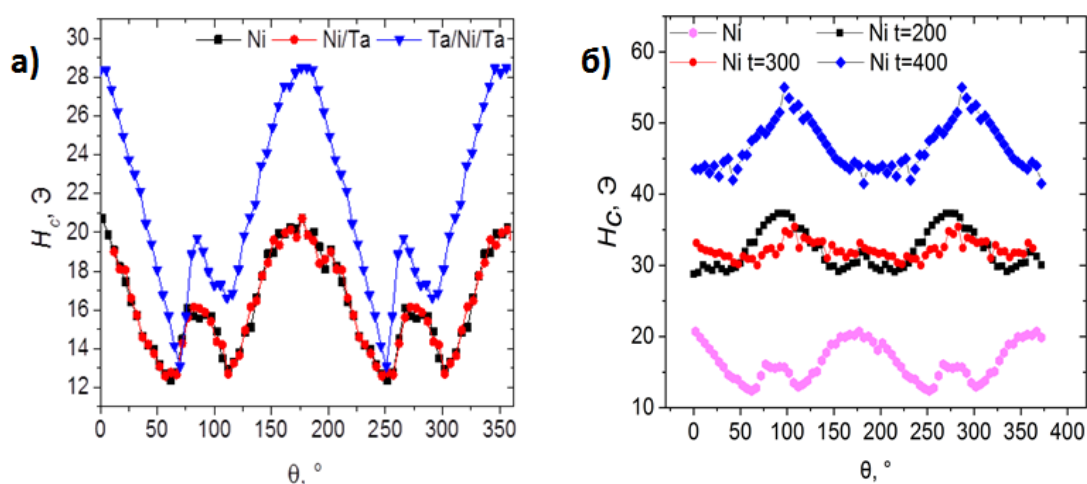 а)
Ni Ni/Ta Ta/Ni/Ta
30
28
26
24
22
20
18
16
14
12
Hc, Э
0 50 100 150 200 250 300 350
θ, °
б)
Ni Ni t=200
Ni t=300 Ni t=400
60
50
40
30
20
10
Hc, Э
0 50 100 150 200 250 300 350 400
θ, °